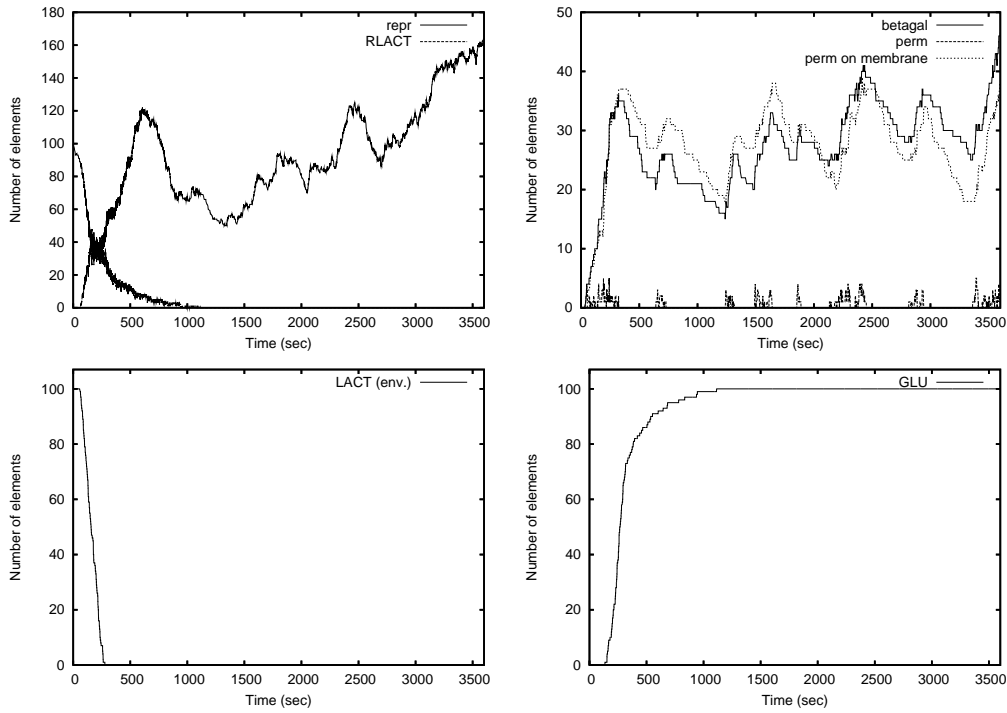 repr
RLACT
Number of elements
180
160
140
120
100
80
60
40
20
0
0 500 1000 1500 2000 2500 3000 3500
Time (sec)
betagal
perm
perm on membrane
Number of elements
50
40
30
20
10
0
0 500 1000 1500 2000 2500 3000 3500
Time (sec)
LACT (env.)
Number of elements
100
80
60
40
20
0
0 500 1000 1500 2000 2500 3000 3500
Time (sec)
GLU
Number of elements
100
80
60
40
20
0
0 500 1000 1500 2000 2500 3000 3500
Time (sec)